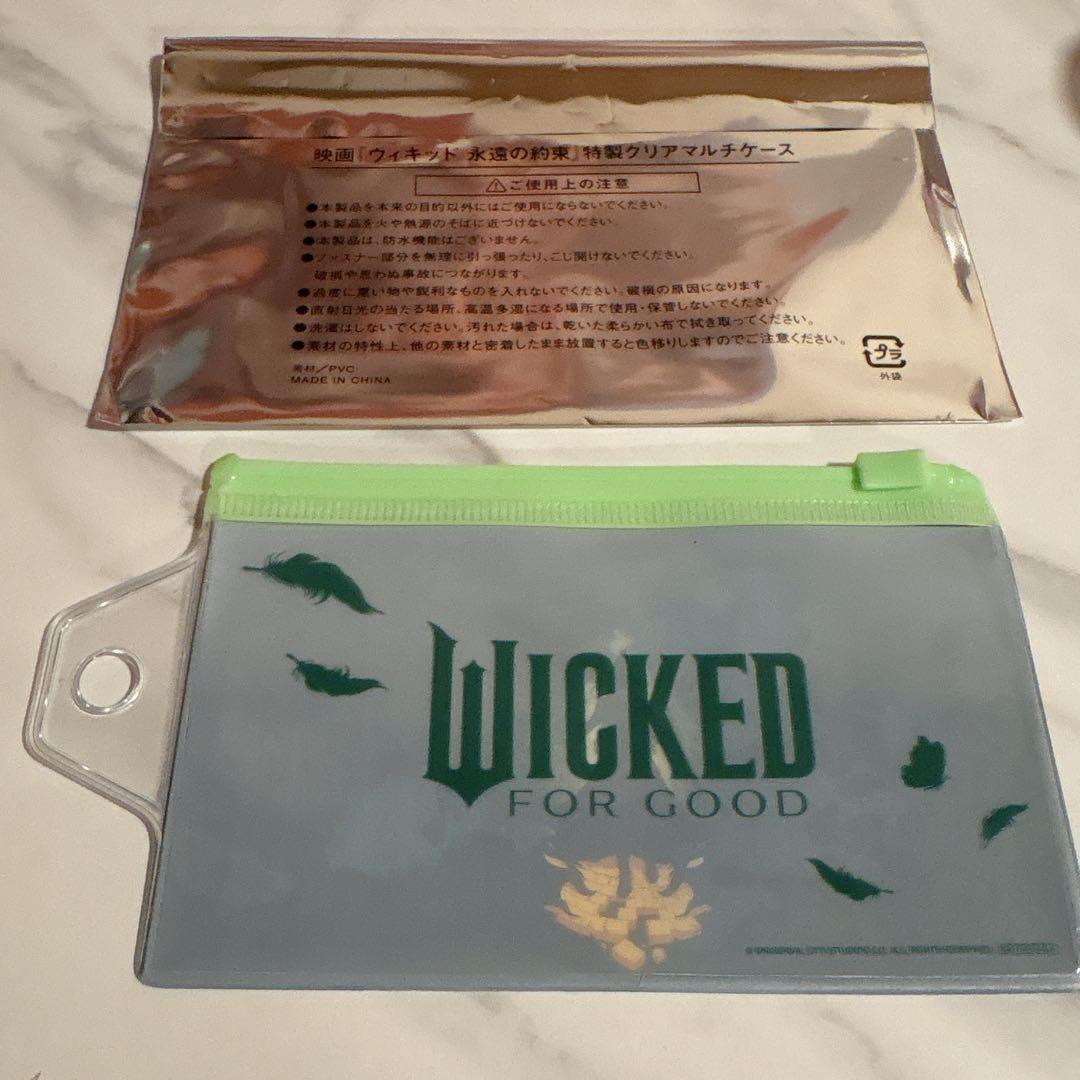 映画『ウィキッド 永遠の約束』特製クリアマルチケース
⚠ご使用上の注意
●本製品を本来の目的以外にはご使用にならないでください。
●本製品を火や熱源のそばに近づけないでください。
●本製品は、防水機能はございません。
●ファスナー部分を無理に引っ張ったり、こじ開けないでください。
破損や思わぬ事故につながります。
●過度に重い物や鋭利なものを入れないでください。破損の原因になります。
●直射日光の当たる場所、高温多湿になる場所で使用・保管しないでください。
●洗濯はしないでください。汚れた場合は、乾いた柔らかい布で拭き取ってください。
●素材の特性上、他の素材と密着したまま放置すると色移りしますのでご注意ください。
素材/PVC
MADE IN CHINA
プラ
外袋
WICKED
FOR GOOD
© UNIVERSAL CITY STUDIOS LLC. ALL RIGHTS RESERVED.